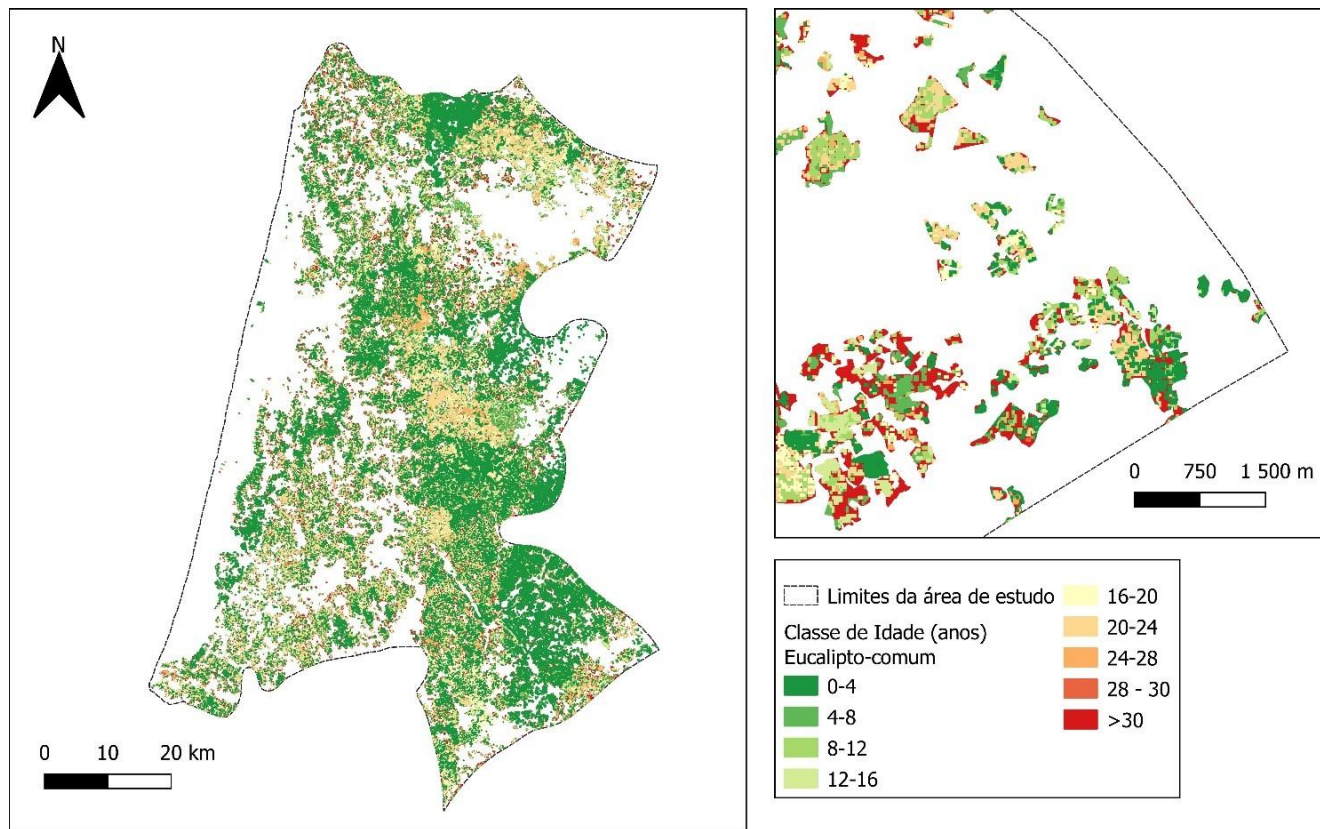 N
0 10 20 km
0 750 1 500 m
Limites da área de estudo
Classe de Idade (anos)
Eucalipto-comum
0-4
4-8
8-12
12-16
16-20
20-24
24-28
28 - 30
>30